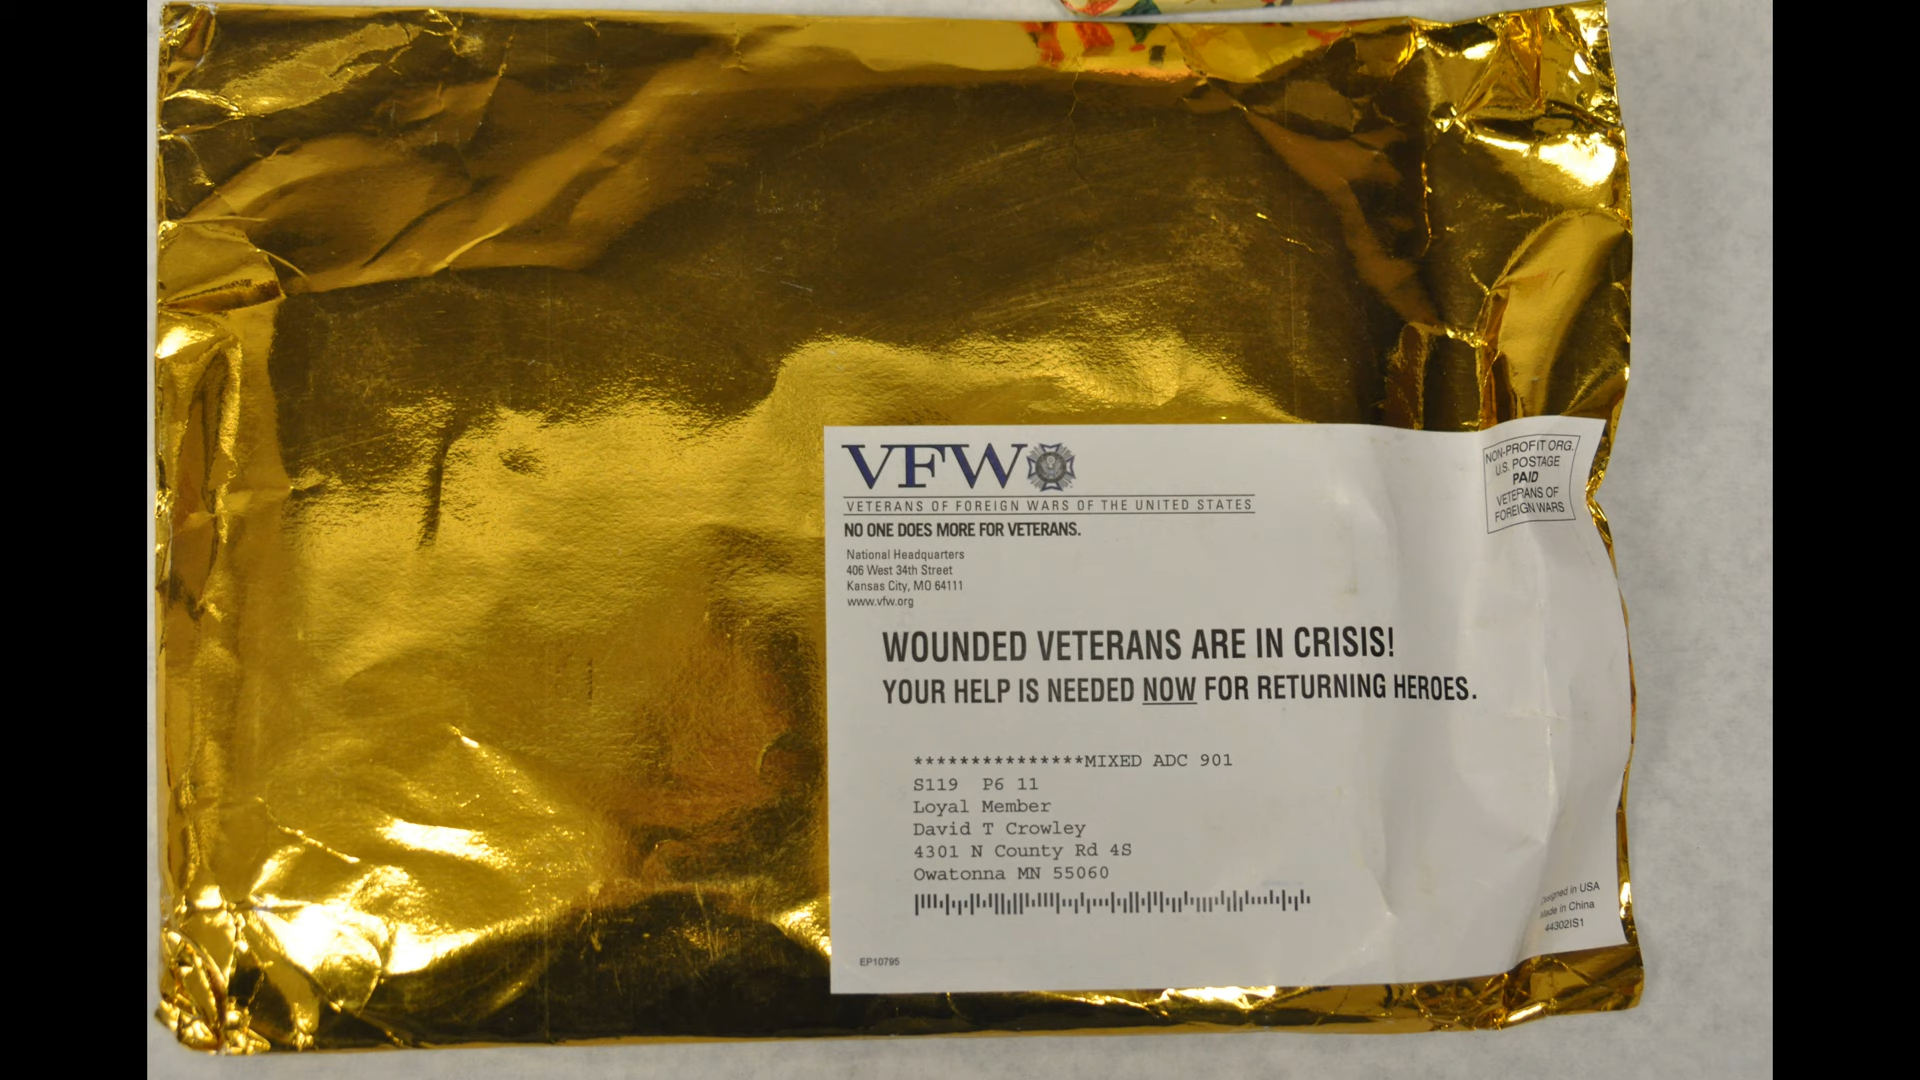 VFW
VETERANS OF FOREIGN WARS OF THE UNITED STATES
NO ONE DOES MORE FOR VETERANS.
National Headquarters
406 West 34th Street
Kansas City, MO 64111
www.vfw.org
NON-PROFIT ORG.
U.S. POSTAGE
PAID
VETERANS OF
FOREIGN WARS
WOUNDED VETERANS ARE IN CRISIS!
YOUR HELP IS NEEDED NOW FOR RETURNING HEROES.
***************MIXED ADC 901
S119 P6 11
Loyal Member
David T Crowley
4301 N County Rd 4S
Owatonna MN 55060
EP10795
Designed in USA
Made in China
44302IS1